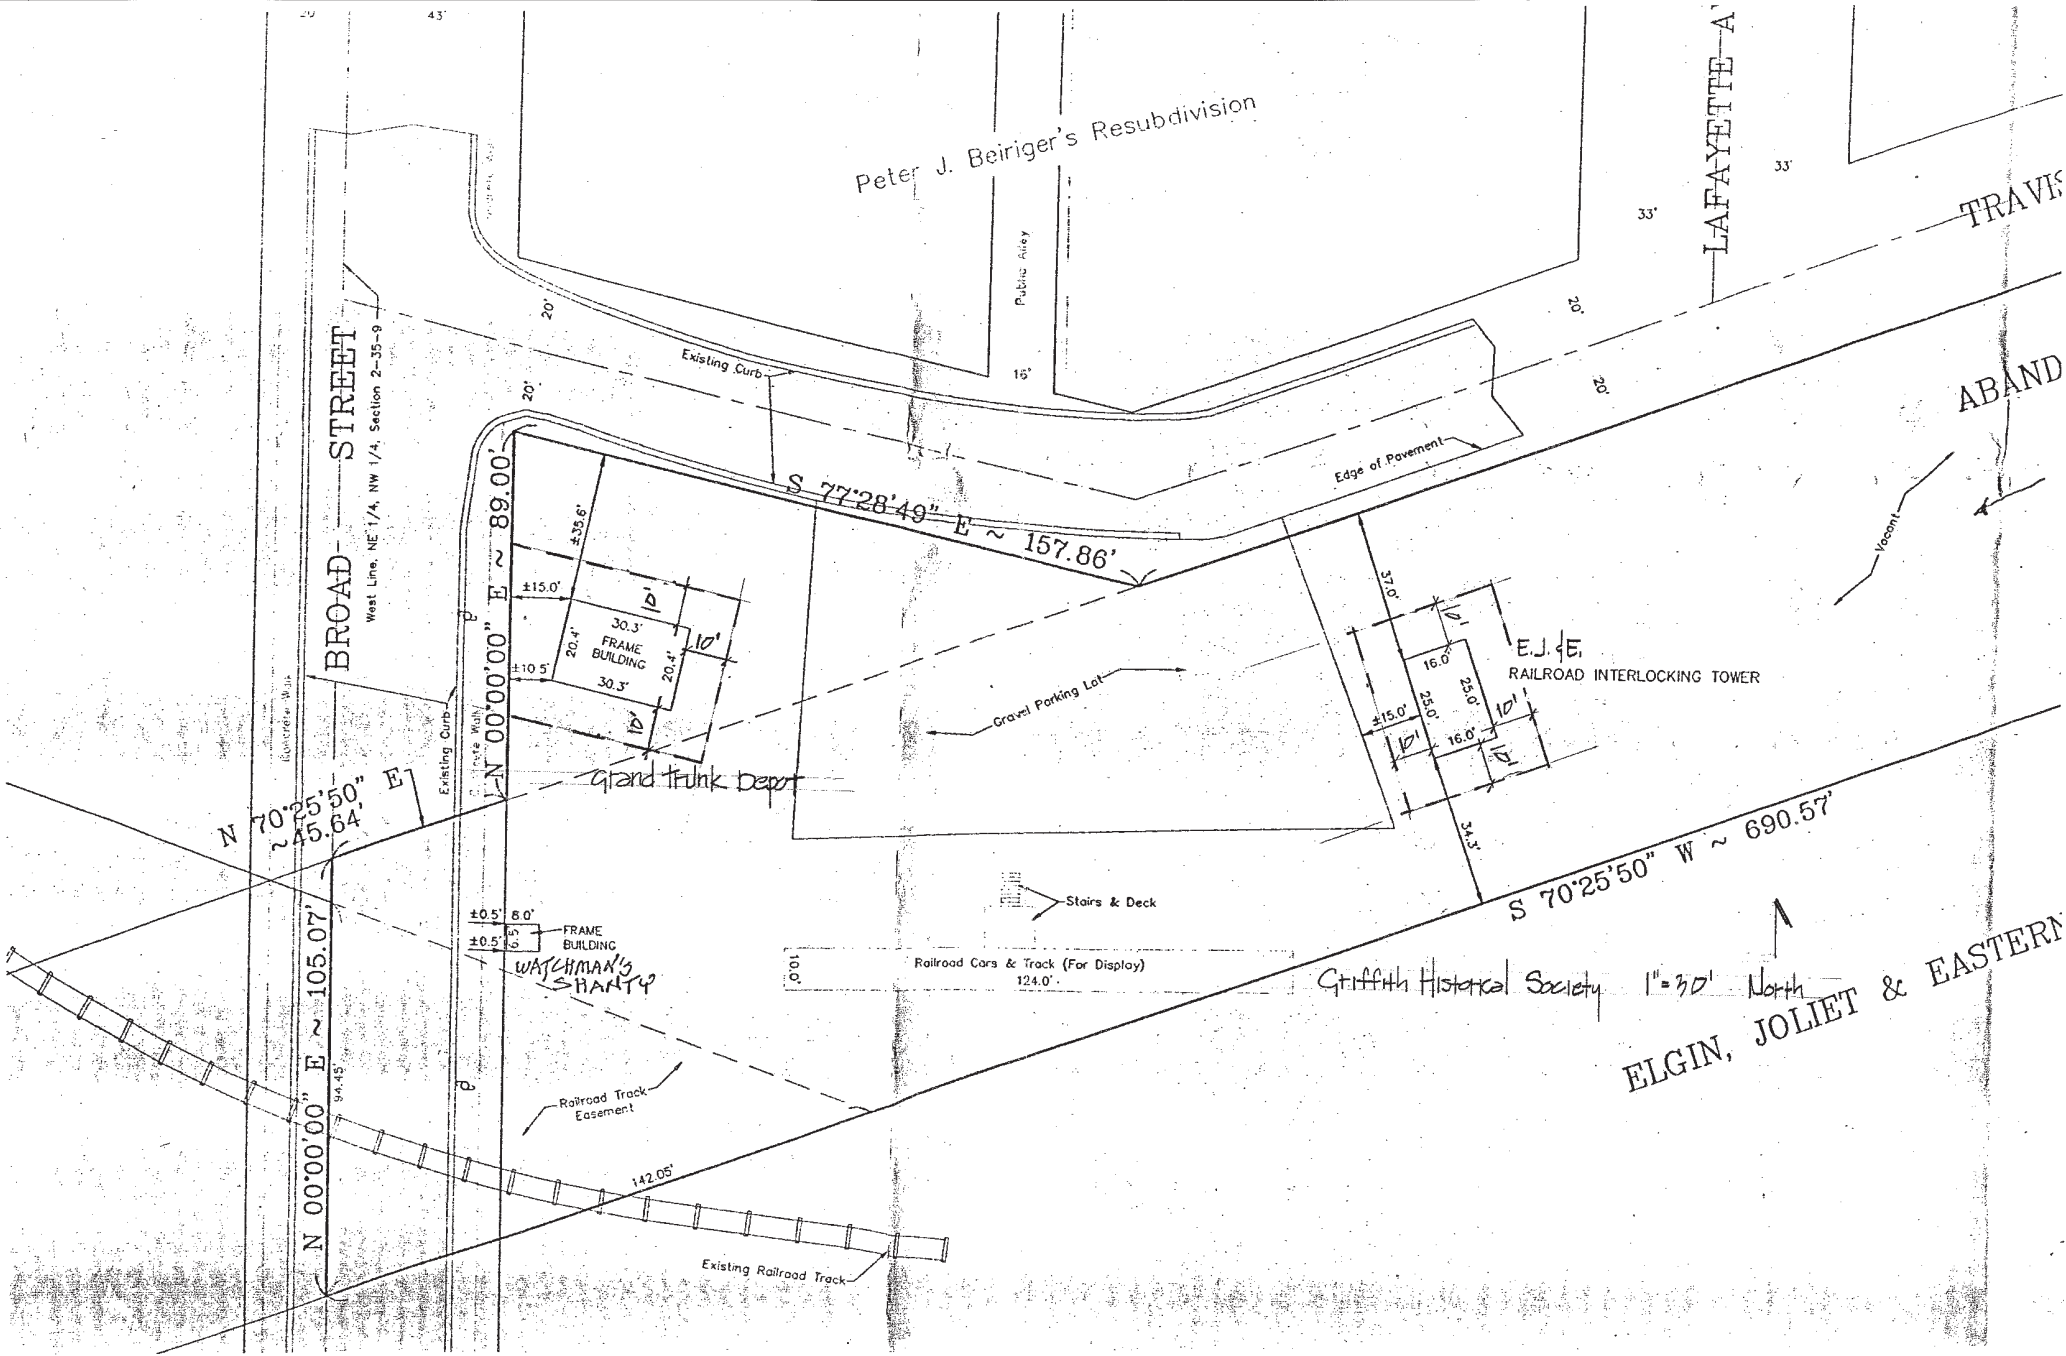 43'
Peter J. Beiriger's Resubdivision
LAFAYETTE
33'
33'
TRAVIS
Public Alley
16'
20'
20'
20'
20'
BROAD STREET
West Line, NE 1/4, NW 1/4, Section 2-35-9
Existing Curb
Edge of Pavement
ABAND
Vacant
N 00°00'00" E ~ 89.00'
S 77°28'49" E ~ 157.86'
±35.6'
±15.0'
±10.5'
30.3'
20.4'
FRAME
BUILDING
20.4'
30.3'
10'
10'
10'
Grand Trunk Depot
Gravel Parking Lot
37.0'
10'
16.0'
25.0'
25.0'
±15.0'
16.0'
10'
10'
10'
34.3'
E.J. & E.
RAILROAD INTERLOCKING TOWER
Concrete Walk
Existing Curb
N 70°25'50" E
~45.64'
S 70°25'50" W ~ 690.57'
±0.5'
8.0'
±0.5'
6.5'
FRAME
BUILDING
WATCHMAN'S
SHANTY
Stairs & Deck
10.0'
Railroad Cars & Track (For Display)
124.0'
Griffith Historical Society 1"=30' North
ELGIN, JOLIET & EASTERN
N 00°00'00" E ~ 105.07'
94.45'
Railroad Track
Easement
142.05'
Existing Railroad Track